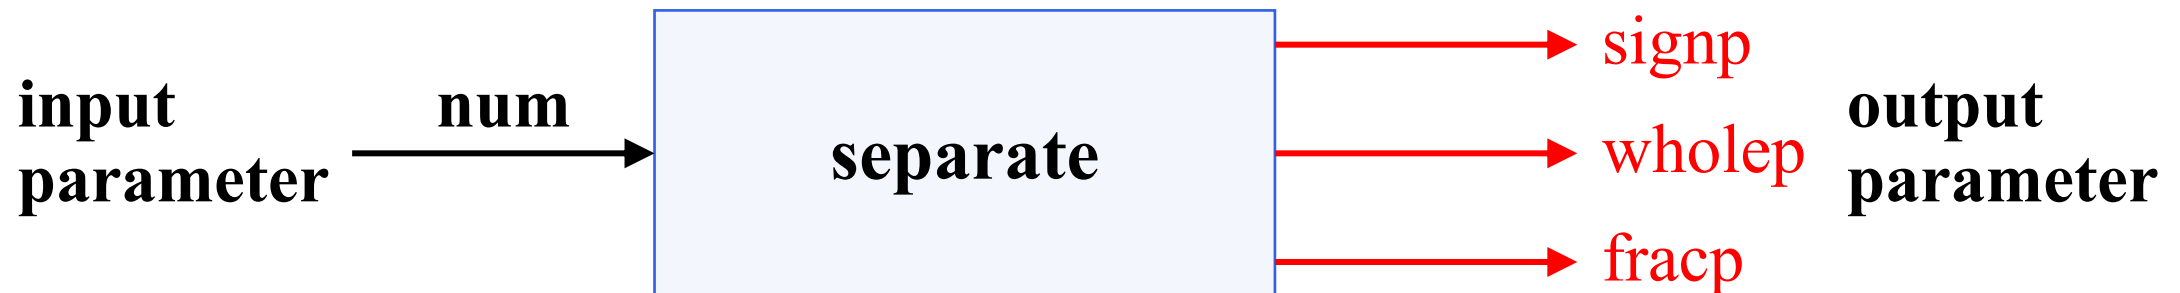 input
parameter
num
separate
signp
wholep
fracp
output
parameter